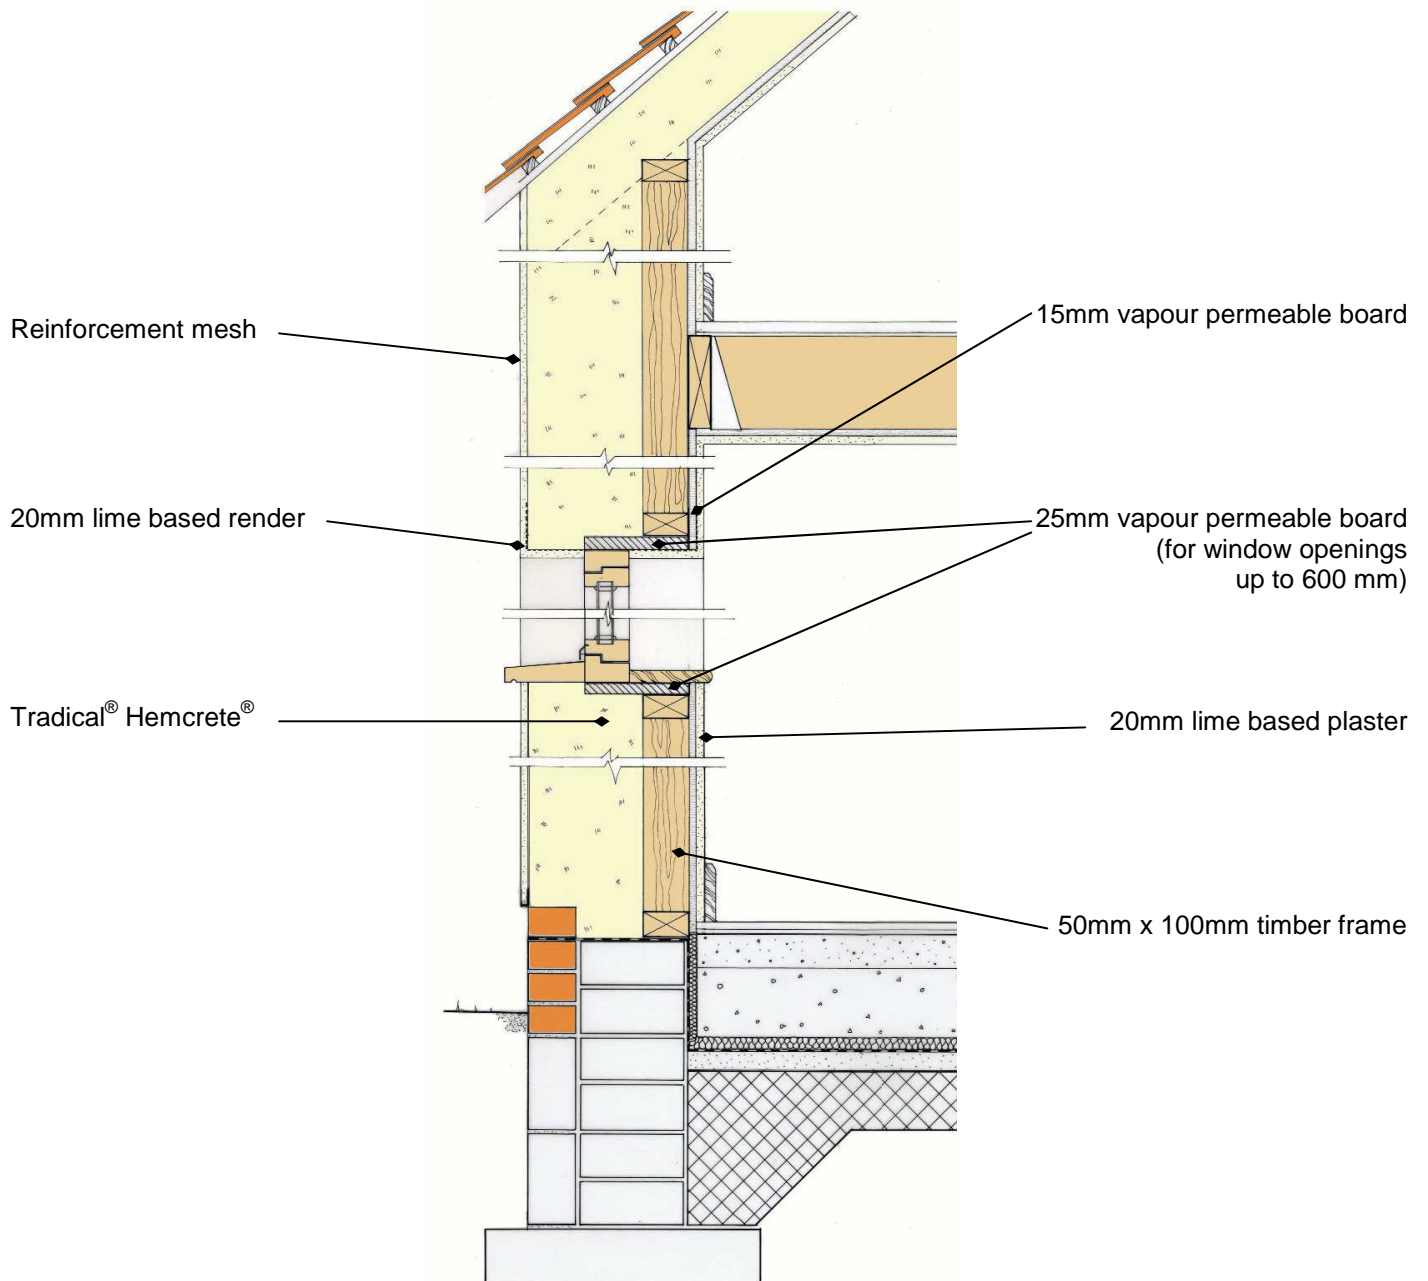 Reinforcement mesh
15mm vapour permeable board
20mm lime based render
25mm vapour permeable board
(for window openings
up to 600 mm)
Tradical® Hemcrete®
20mm lime based plaster
50mm x 100mm timber frame